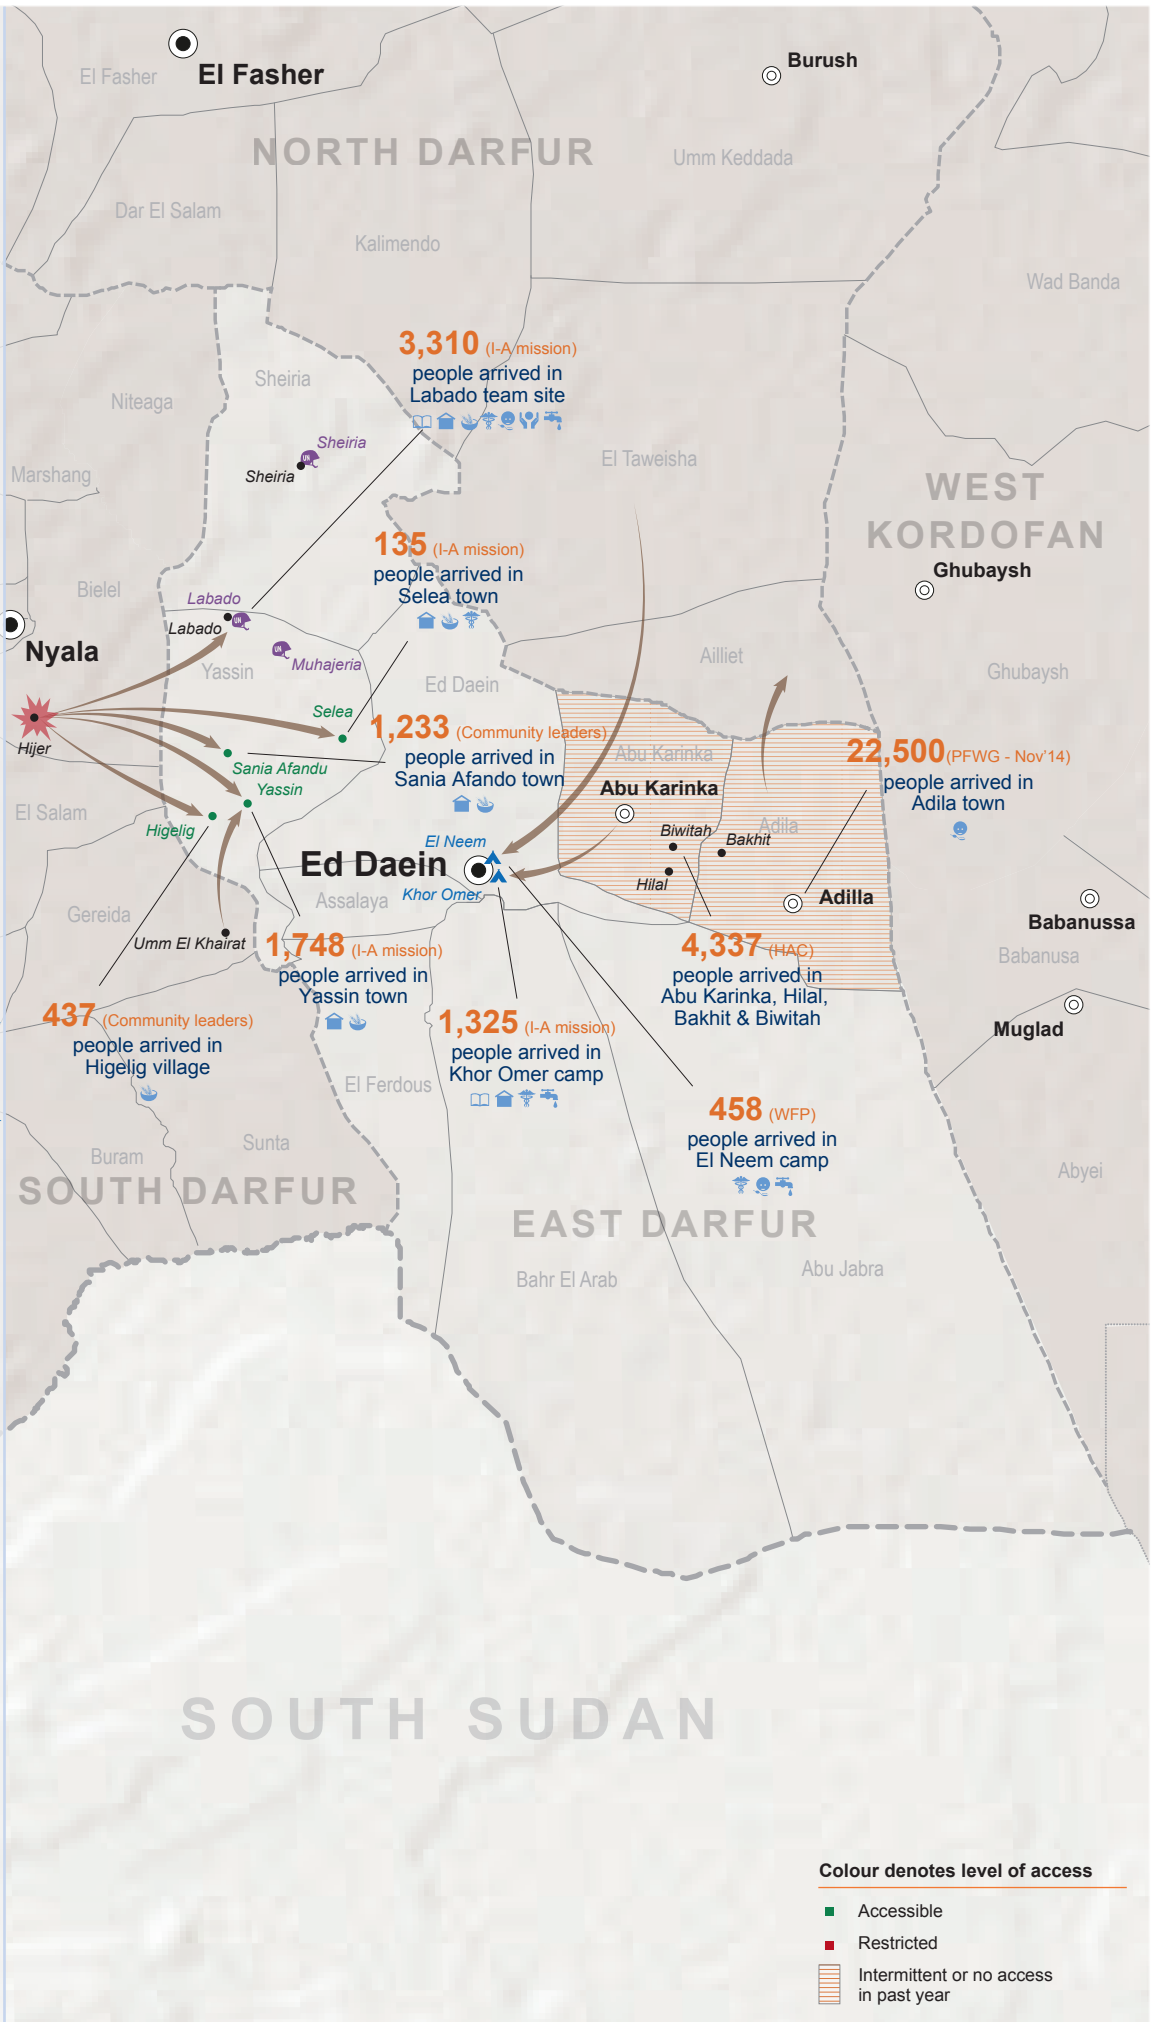 El Fasher
El Fasher
Burush
NORTH DARFUR
Umm Keddada
Dar El Salam
Kalimendo
Wad Banda
3,310 (I-A mission)
people arrived in
Labado team site
Sheiria
Niteaga
Sheiria
UN
Sheiria
El Taweisha
Marshang
WEST
KORDOFAN
135 (I-A mission)
people arrived in
Selea town
Ghubaysh
Bielel
Labado
UN
Labado
Nyala
UN
Muhajeria
Yassin
Ed Daein
Ailliet
Ghubaysh
Selea
Hijer
1,233 (Community leaders)
people arrived in
Sania Afando town
Abu Karinka
22,500 (PFWG - Nov'14)
people arrived in
Adila town
Sania Afandu
Yassin
Abu Karinka
El Salam
Higelig
El Neem
Biwitah
Adila
Bakhit
Ed Daein
Khor Omer
Hilal
Assalaya
Adilla
Gereida
Babanussa
Umm El Khairat
1,748 (I-A mission)
people arrived in
Yassin town
4,337 (HAC)
people arrived in
Abu Karinka, Hilal,
Bakhit & Biwitah
Babanusa
437 (Community leaders)
people arrived in
Higelig village
1,325 (I-A mission)
people arrived in
Khor Omer camp
Muglad
El Ferdous
458 (WFP)
people arrived in
El Neem camp
Sunta
Buram
Abyei
SOUTH DARFUR
EAST DARFUR
Bahr El Arab
Abu Jabra
SOUTH SUDAN
Colour denotes level of access
Accessible
Restricted
Intermittent or no access
in past year